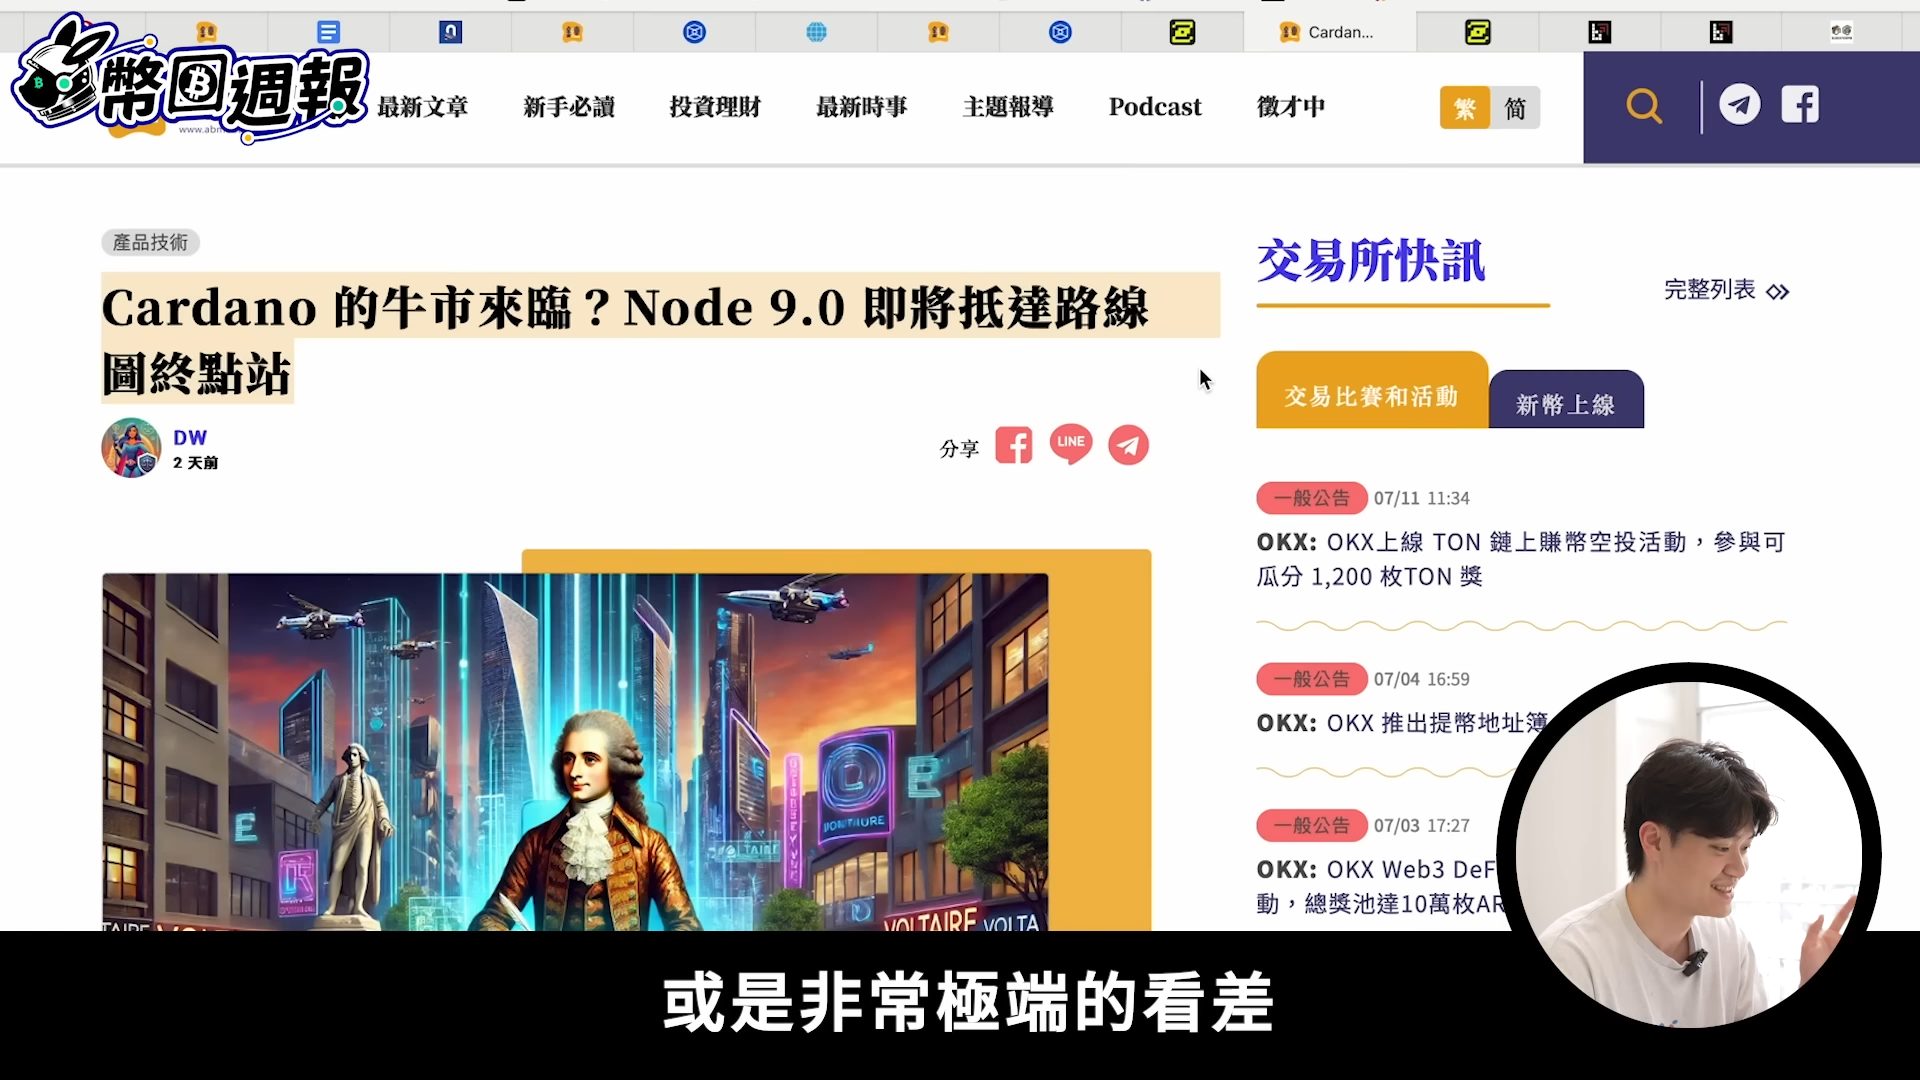 Cardan...
幣回週報
www.abm
最新文章
新手必讀
投資理財
最新時事
主題報導
Podcast
徵才中
繁
简
產品技術
Cardano 的牛市來臨？Node 9.0 即將抵達路線
圖終點站
DW
2 天前
分享
LINE
交易所快訊
完整列表
交易比賽和活動
新幣上線
一般公告 07/11 11:34
OKX: OKX上線 TON 鏈上賺幣空投活動，參與可
瓜分 1,200 枚TON 獎
一般公告 07/04 16:59
OKX: OKX 推出提幣地址簿
一般公告 07/03 17:27
OKX: OKX Web3 DeF
動，總獎池達10萬枚AR
E
E
VOLTAIRE
VOLTA
或是非常極端的看差